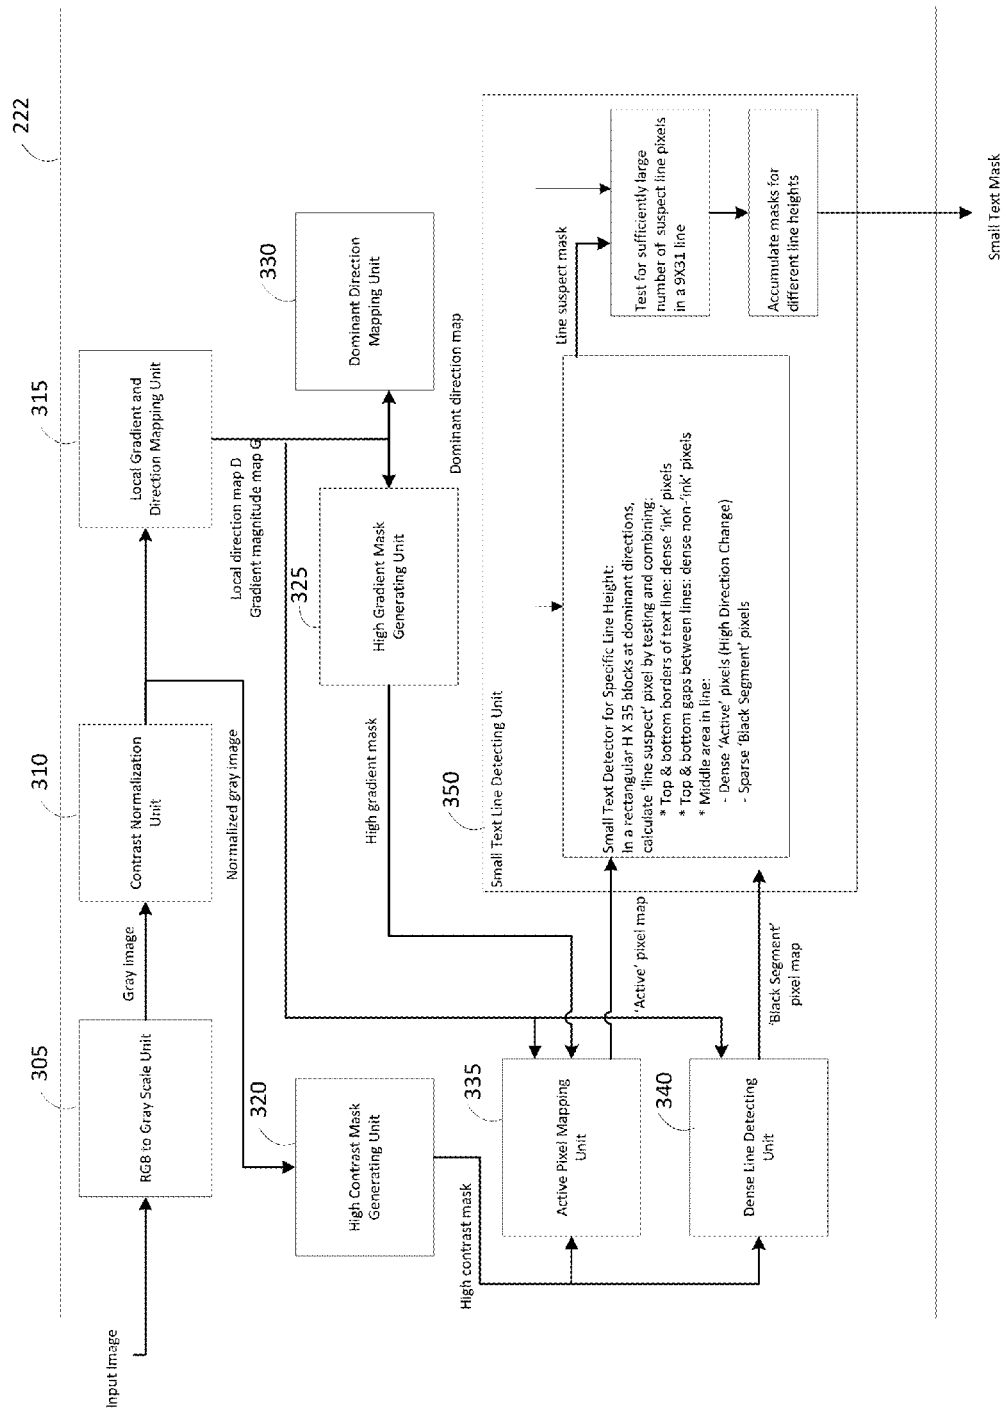 222
Input Image
305
RGB to Gray Scale Unit
Gray image
310
Contrast Normalization
Unit
Normalized gray image
315
Local Gradient and
Direction Mapping Unit
Local direction map D
Gradient magnitude map G
320
High Contrast Mask
Generating Unit
High contrast mask
325
High Gradient Mask
Generating Unit
High gradient mask
330
Dominant Direction
Mapping Unit
Dominant direction map
335
Active Pixel Mapping
Unit
'Active' pixel map
340
Dense Line Detecting
Unit
'Black Segment'
pixel map
350
Small Text Line Detecting Unit
Small Text Detector for Specific Line Height:
In a rectangular H X 35 blocks at dominant directions,
calculate 'line suspect' pixel by testing and combining:
* Top & bottom borders of text line: dense 'ink' pixels
* Top & bottom gaps between lines: dense non-'ink' pixels
* Middle area in line:
- Dense 'Active' pixels (High Direction Change)
- Sparse 'Black Segment' pixels
Line suspect mask
Test for sufficiently large
number of suspect line pixels
in a 9X31 line
Accumulate masks for
different line heights
Small Text Mask